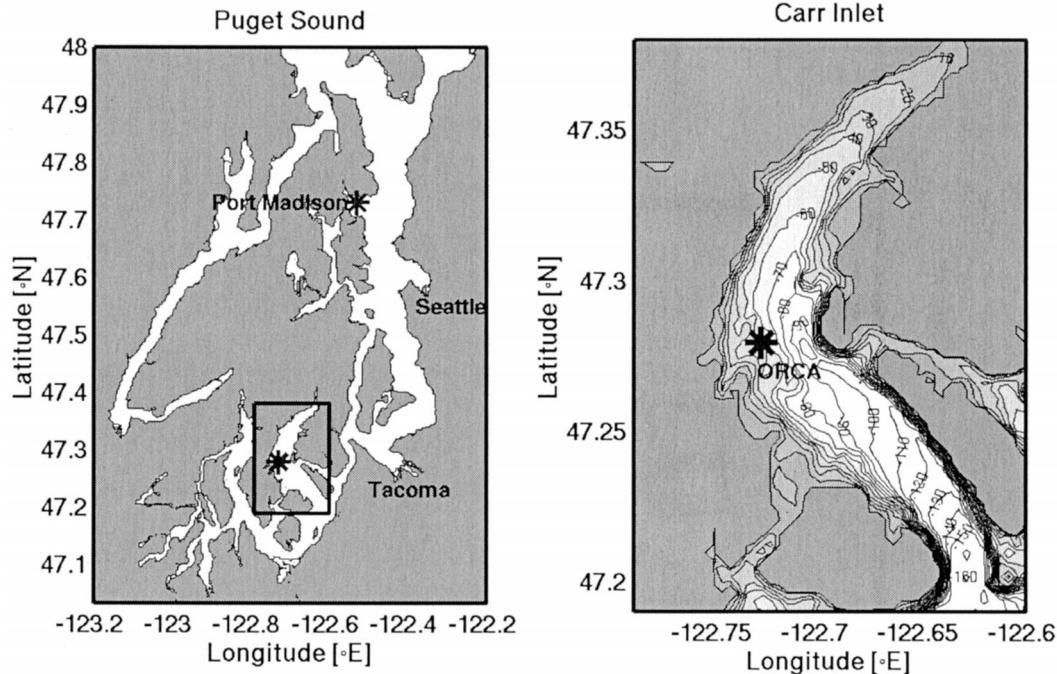 Puget Sound
48
47.9
47.8
47.7
47.6
47.5
47.4
47.3
47.2
47.1
Latitude [◦N]
Port Madison
Seattle
Tacoma
-123.2 -123 -122.8 -122.6 -122.4 -122.2
Longitude [◦E]
Carr Inlet
47.35
47.3
47.25
47.2
Latitude [◦N]
ORCA
160
-122.75 -122.7 -122.65 -122.6
Longitude [◦E]